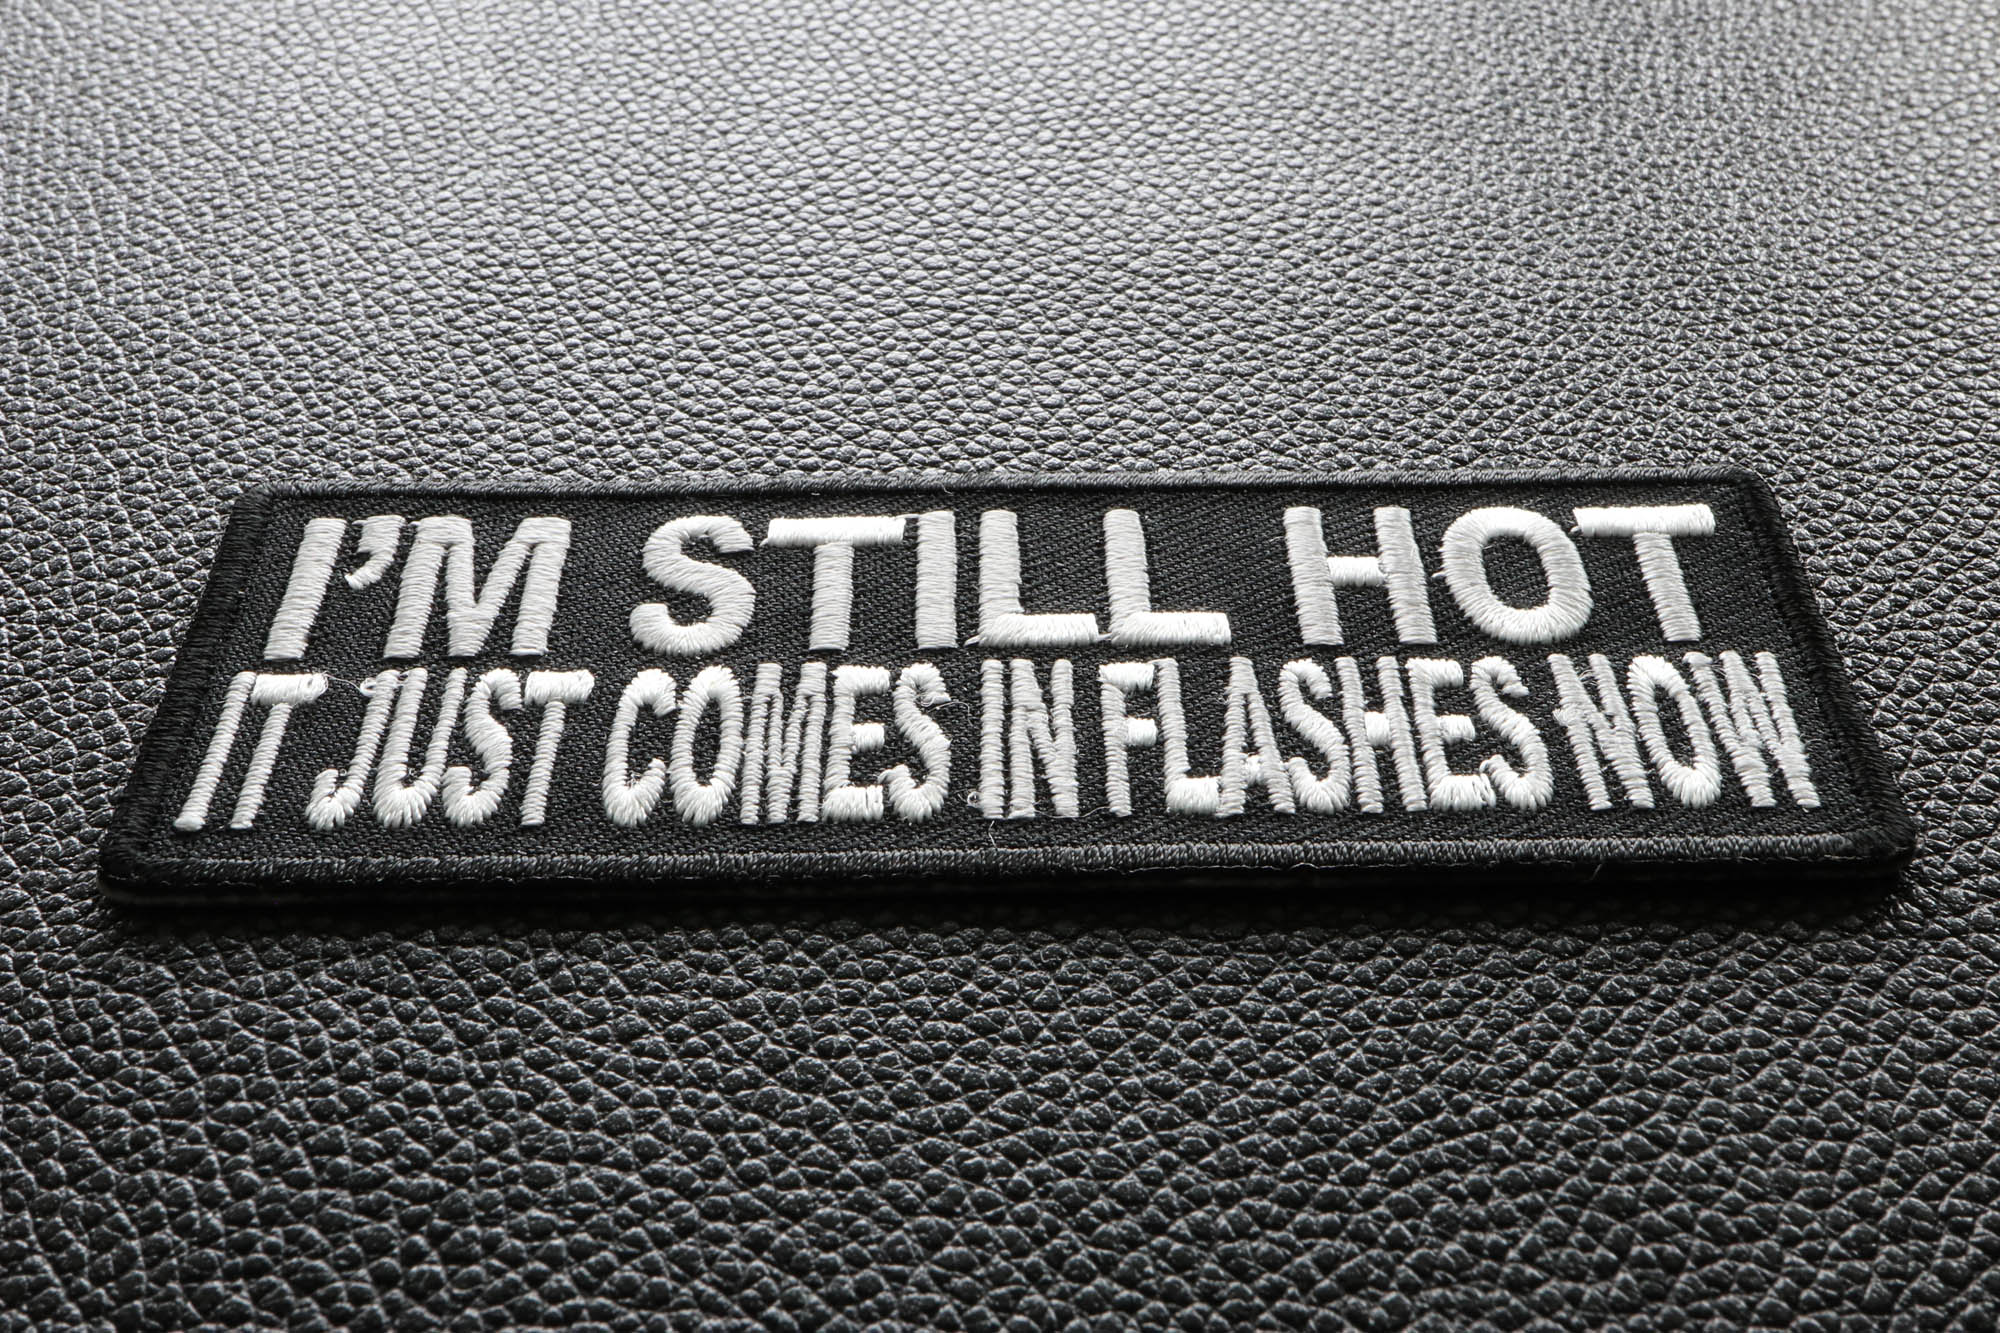 I'M STILL HOT
IT JUST COMES IN FLASHES NOW